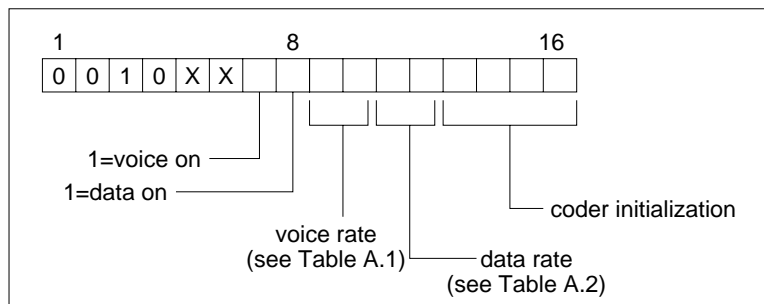 1 8 16
0 0 1 0 X X
1=voice on
1=data on
coder initialization
voice rate
(see Table A.1)
data rate
(see Table A.2)